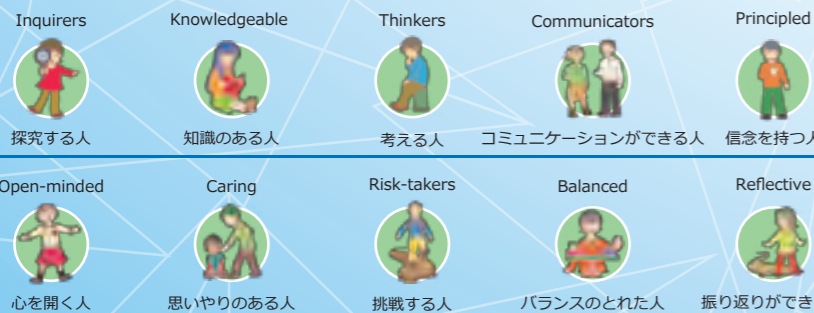 Inquirers Knowledgeable Thinkers Communicators Principled
探究する人 知識のある人 考える人 コミュニケーションができる人 信念を持つ人
Open-minded Caring Risk-takers Balanced Reflective
心を開く人 思いやりのある人 挑戦する人 バランスのとれた人 振り返りができ